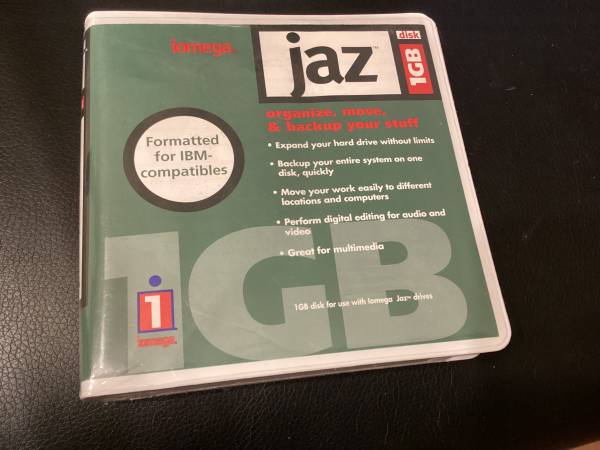 iomega.
jaz™
disk
1GB
organize, move,
& backup your stuff
Formatted
for IBM-
compatibles
• Expand your hard drive without limits
• Backup your entire system on one
disk, quickly
• Move your work easily to different
locations and computers
• Perform digital editing for audio and
video
• Great for multimedia
1GB
1GB disk for use with Iomega Jaz™ drives
i
iomega.